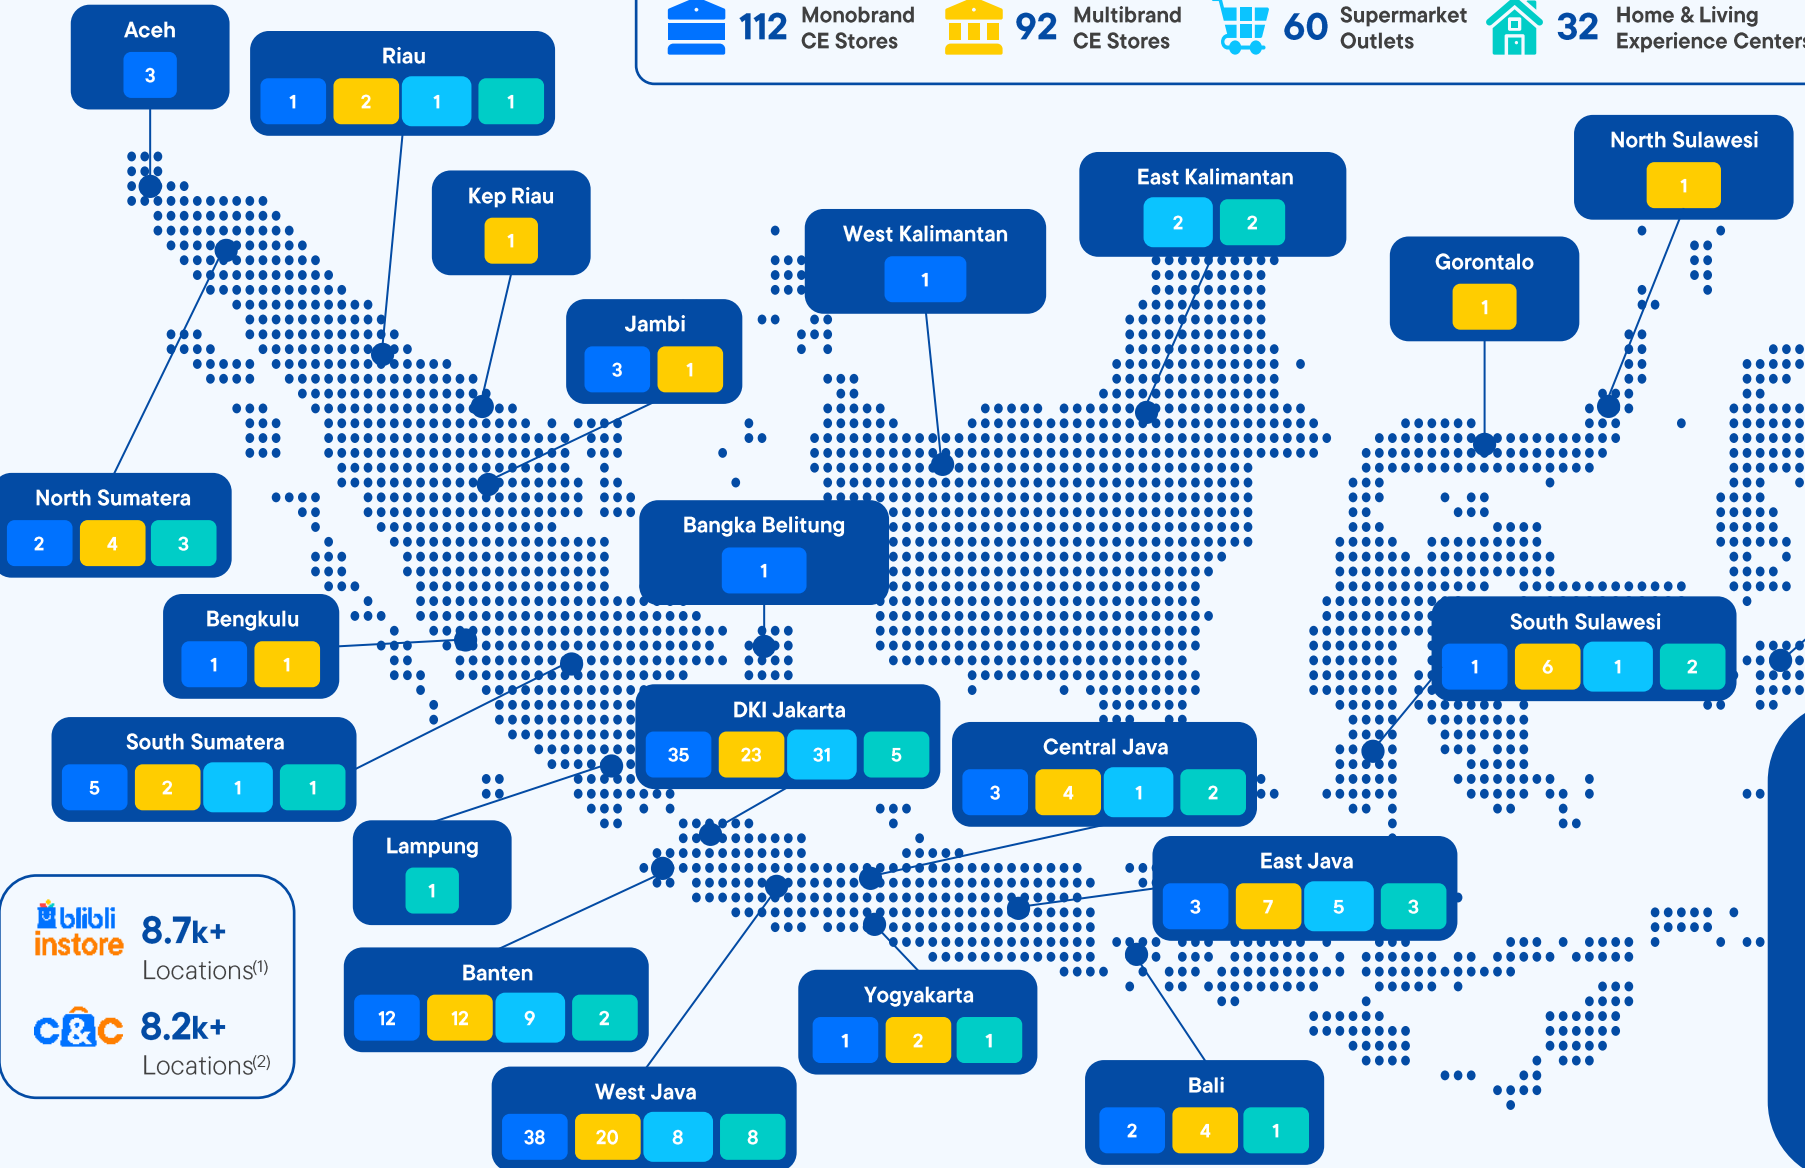 112 Monobrand CE Stores
92 Multibrand CE Stores
60 Supermarket Outlets
32 Home & Living Experience Centers
Aceh
3
Riau
1 2 1 1
Kep Riau
1
Jambi
3 1
West Kalimantan
1
East Kalimantan
2 2
North Sulawesi
1
Gorontalo
1
North Sumatera
2 4 3
Bangka Belitung
1
Bengkulu
1 1
South Sulawesi
1 6 1 2
South Sumatera
5 2 1 1
DKI Jakarta
35 23 31 5
Central Java
3 4 1 2
Lampung
1
East Java
3 7 5 3
Banten
12 12 9 2
Yogyakarta
1 2 1
West Java
38 20 8 8
Bali
2 4 1
blibli
instore
8.7k+
Locations(1)
C&C
8.2k+
Locations(2)